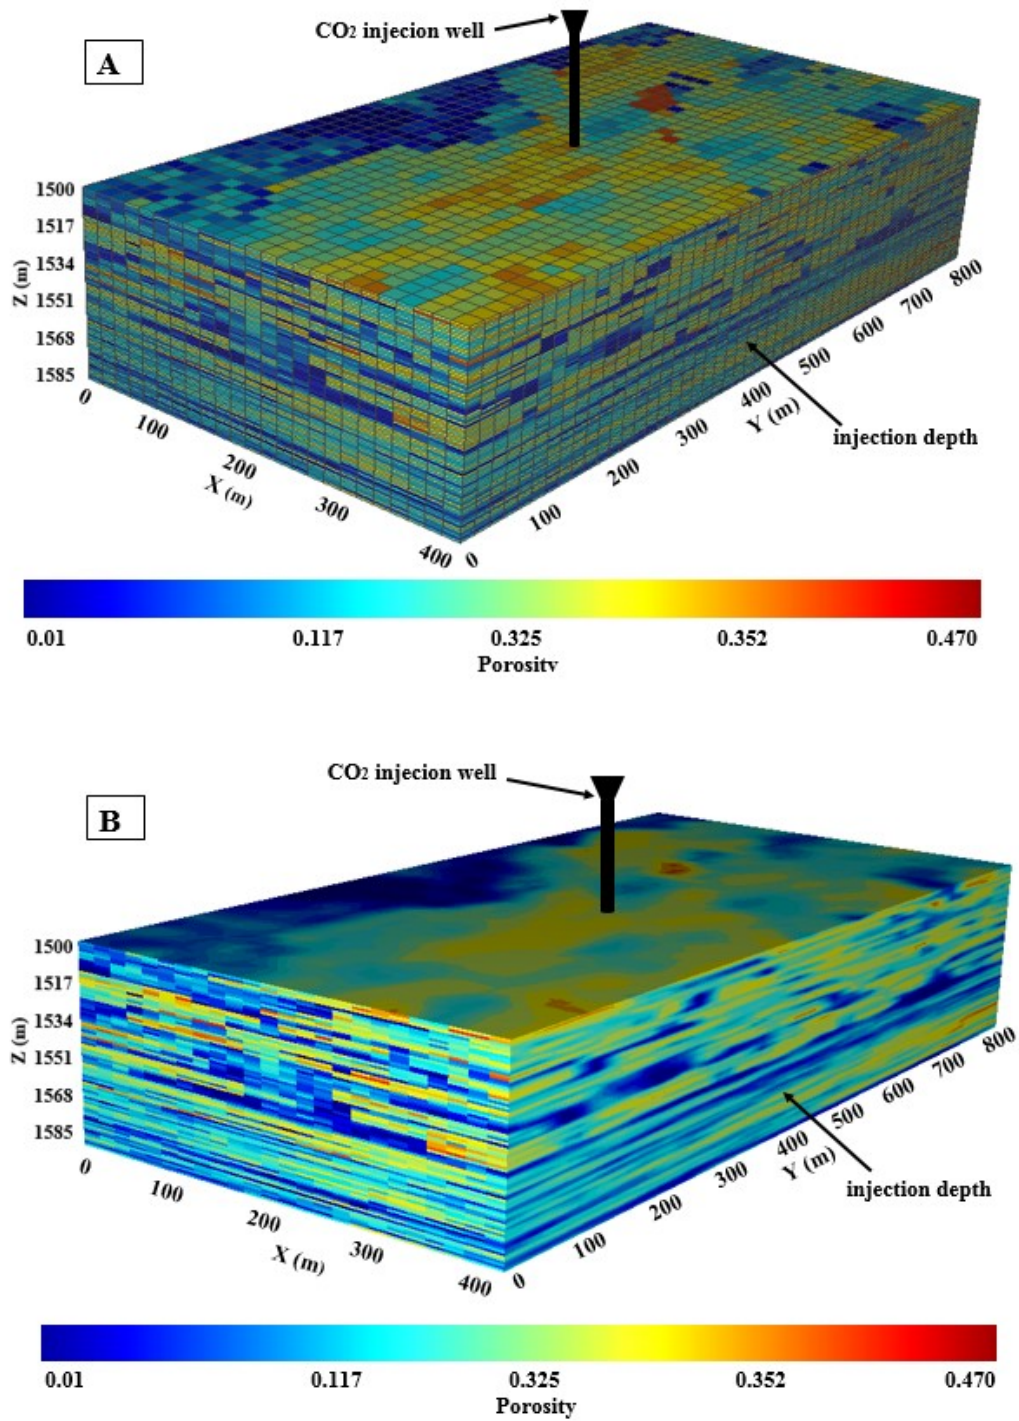 CO2 injecion well
A
1500
1517
1534
1551
1568
1585
Z (m)
0
100
200
300
400
X (m)
0
100
200
300
400
500
600
700
800
Y (m)
injection depth
0.01 0.117 0.325 0.352 0.470
Porosity
CO2 injecion well
B
1500
1517
1534
1551
1568
1585
Z (m)
0
100
200
300
400
X (m)
0
100
200
300
400
500
600
700
800
Y (m)
injection depth
0.01 0.117 0.325 0.352 0.470
Porosity